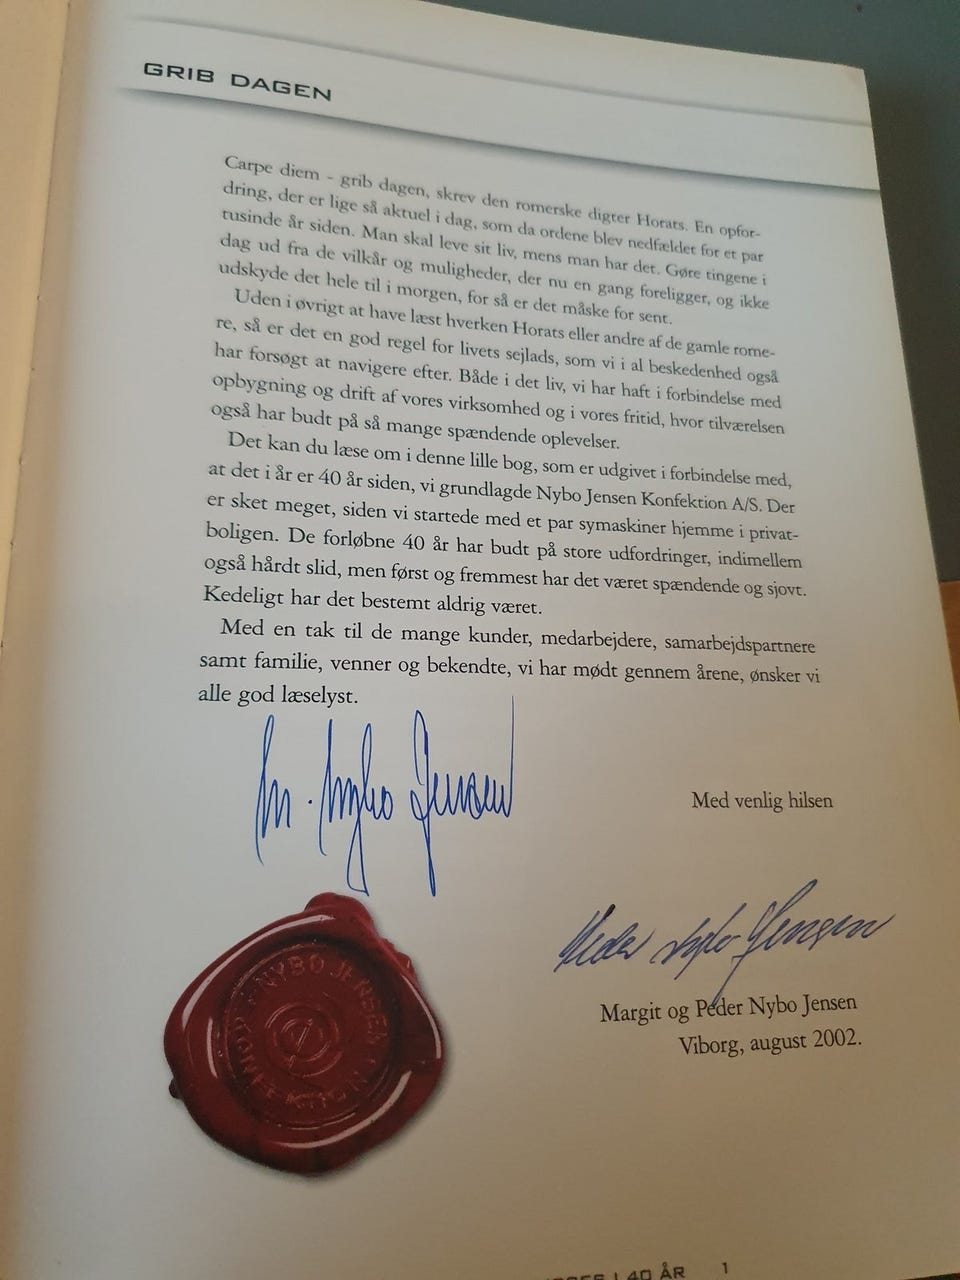 GRIB DAGEN
Carpe diem - grib dagen, skrev den romerske digter Horats. En opfor-
dring, der er lige så aktuel i dag, som da ordene blev nedfældet for et par
tusinde år siden. Man skal leve sit liv, mens man har det. Gøre tingene i
dag ud fra de vilkår og muligheder, der nu en gang foreligger, og ikke
udskyde det hele til i morgen, for så er det måske for sent.
Uden i øvrigt at have læst hverken Horats eller andre af de gamle rome-
re, så er det en god regel for livets sejlads, som vi i al beskedenhed også
har forsøgt at navigere efter. Både i det liv, vi har haft i forbindelse med
opbygning og drift af vores virksomhed og i vores fritid, hvor tilværelsen
også har budt på så mange spændende oplevelser.
Det kan du læse om i denne lille bog, som er udgivet i forbindelse med,
at det i år er 40 år siden, vi grundlagde Nybo Jensen Konfektion A/S. Der
er sket meget, siden vi startede med et par symaskiner hjemme i privat-
boligen. De forløbne 40 år har budt på store udfordringer, indimellem
også hårdt slid, men først og fremmest har det været spændende og sjovt.
Kedeligt har det bestemt aldrig været.
Med en tak til de mange kunder, medarbejdere, samarbejdspartnere
samt familie, venner og bekendte, vi har mødt gennem årene, ønsker vi
alle god læselyst.
M. Nybo Jensen
Med venlig hilsen
Peder Nybo Jensen
Margit og Peder Nybo Jensen
Viborg, august 2002.
NYBO JENSEN
KONFEKTION
I 40 ÅR 1